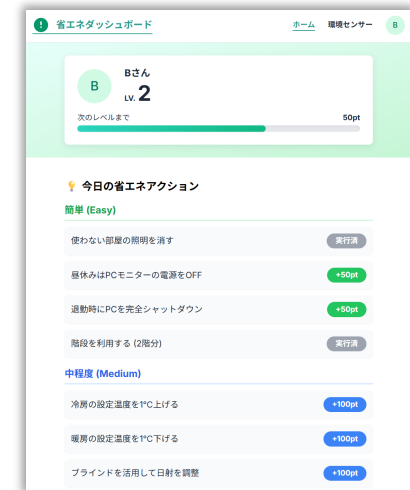 省エネダッシュボード ホーム 環境センサー B
B Bさん
LV. 2
次のレベルまで 50pt
今日の省エネアクション
簡単 (Easy)
使わない部屋の照明を消す 実行済
昼休みはPCモニターの電源をOFF +50pt
退勤時にPCを完全シャットダウン +50pt
階段を利用する (2階分) 実行済
中程度 (Medium)
冷房の設定温度を1°C上げる +100pt
暖房の設定温度を1°C下げる +100pt
ブラインドを活用して日射を調整 +100pt